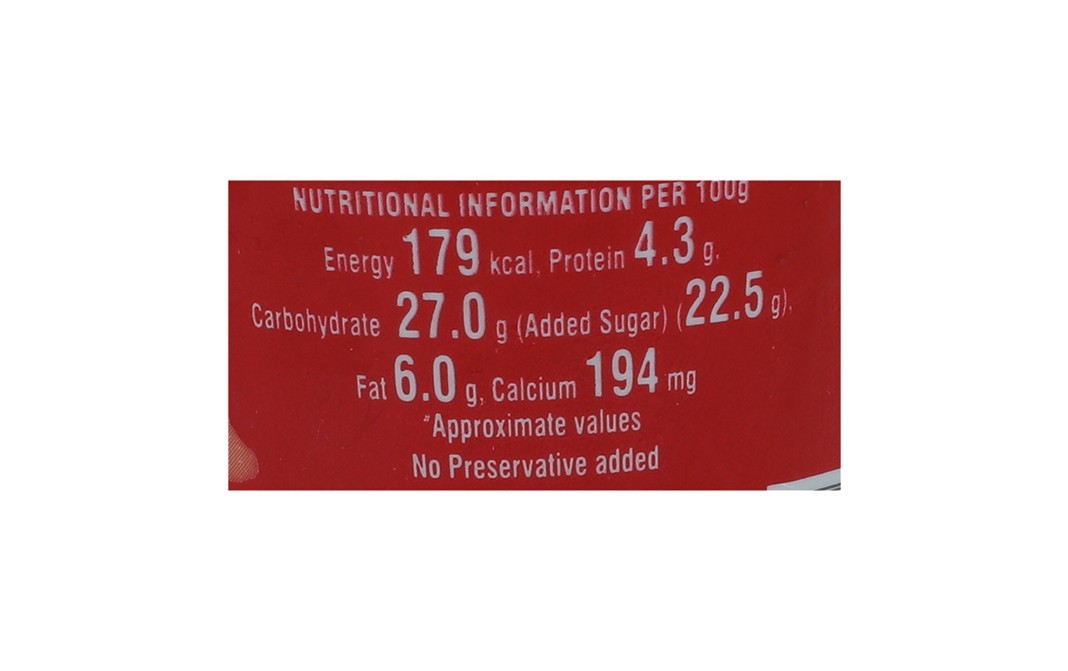 NUTRITIONAL INFORMATION PER 100g
Energy 179 kcal, Protein 4.3 g,
Carbohydrate 27.0 g (Added Sugar) (22.5 g),
Fat 6.0 g, Calcium 194 mg
#Approximate values
No Preservative added